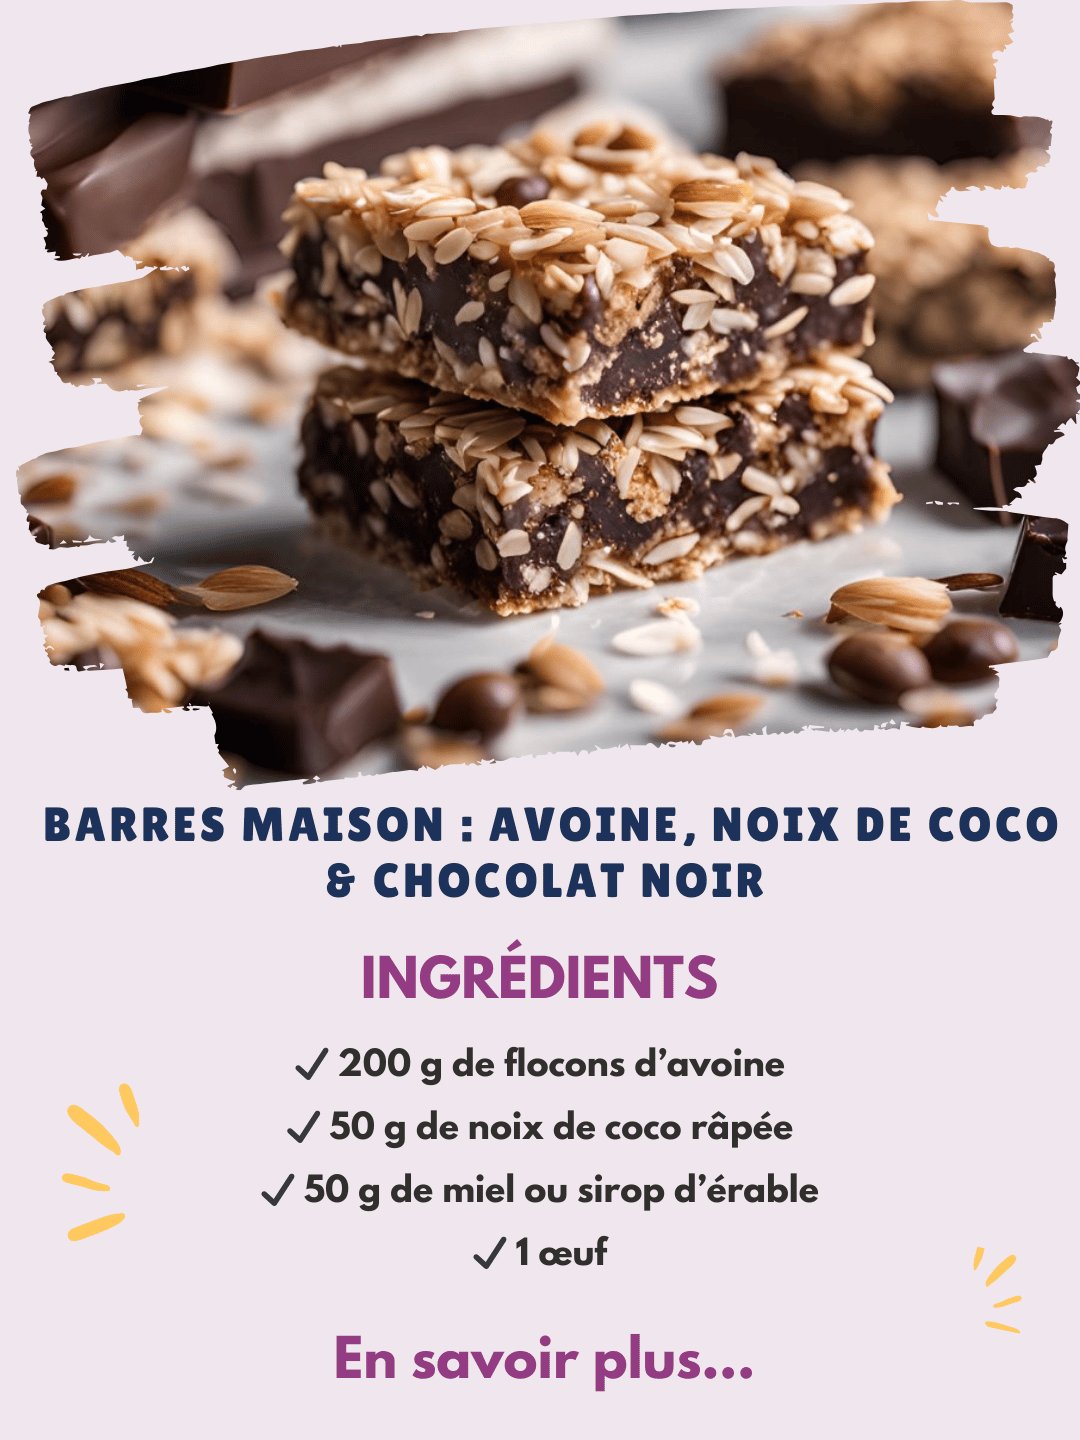 BARRES MAISON : AVOINE, NOIX DE COCO
& CHOCOLAT NOIR
INGRÉDIENTS
✓ 200 g de flocons d’avoine
✓ 50 g de noix de coco râpée
✓ 50 g de miel ou sirop d’érable
✓ 1 œuf
En savoir plus...